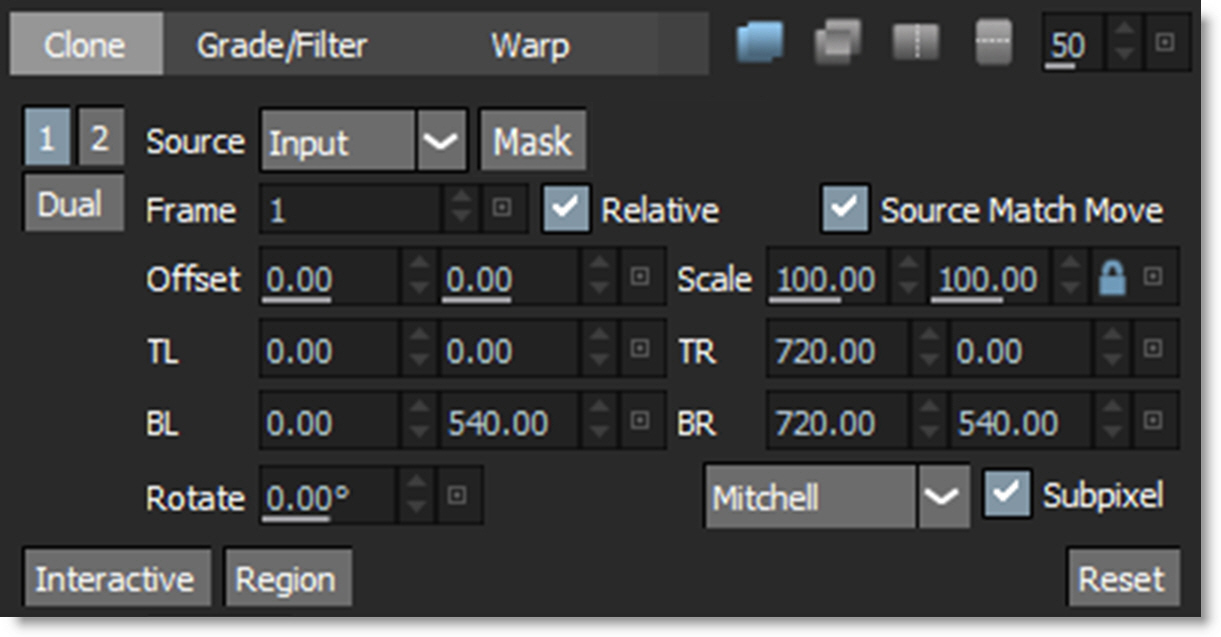 Clone Grade/Filter Warp 50
1 2 Source Input Mask
Dual Frame 1 Relative Source Match Move
Offset 0.00 0.00 Scale 100.00 100.00
TL 0.00 0.00 TR 720.00 0.00
BL 0.00 540.00 BR 720.00 540.00
Rotate 0.00° Mitchell Subpixel
Interactive Region Reset